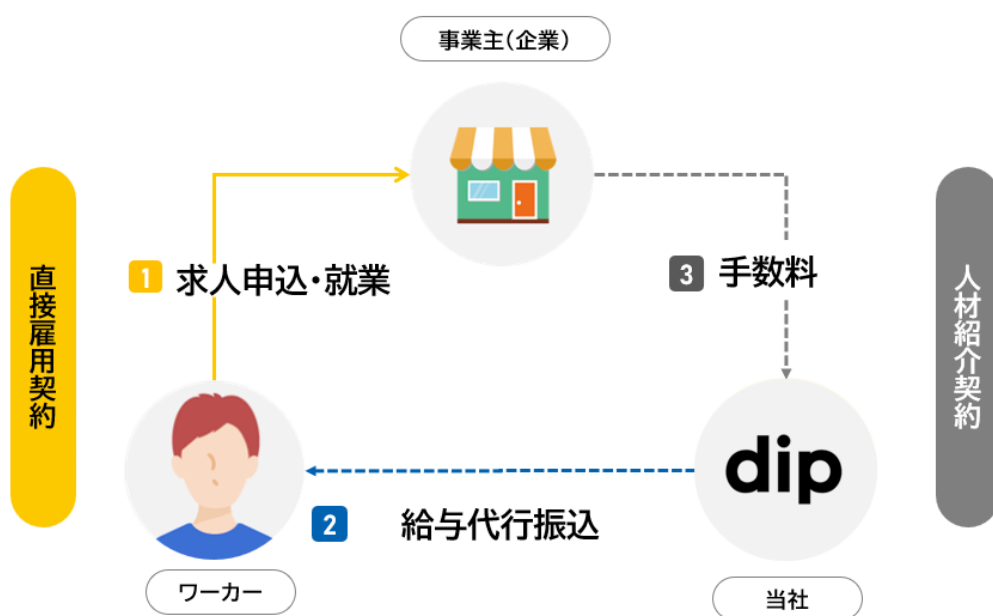 事業主(企業)
直接雇用契約
1 求人申込・就業
3 手数料
人材紹介契約
dip
2 給与代行振込
ワーカー
当社